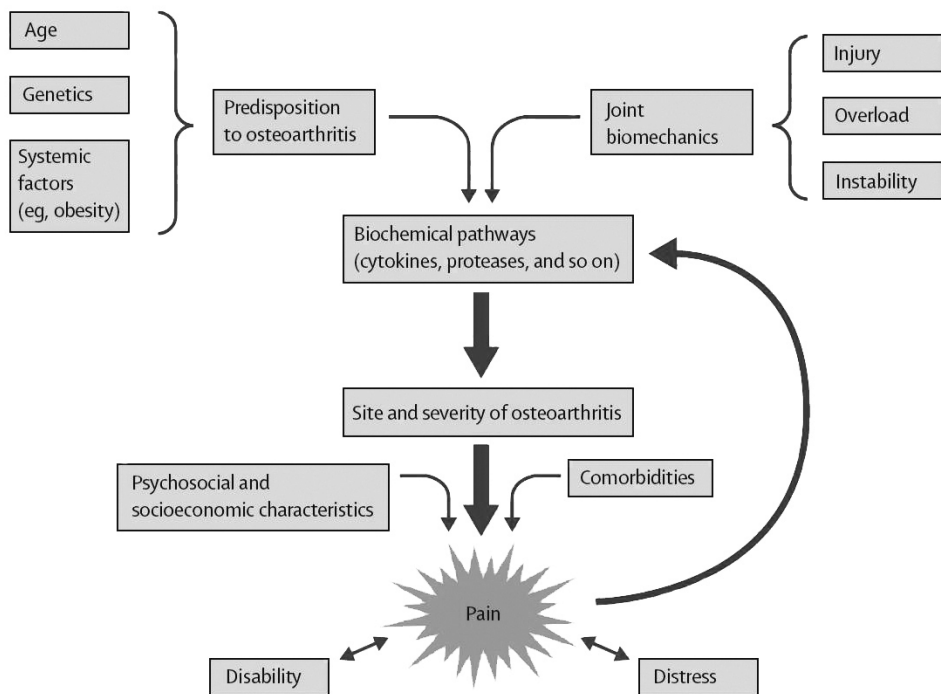 Age
Genetics
Systemic
factors
(eg, obesity)
Predisposition
to osteoarthritis
Joint
biomechanics
Injury
Overload
Instability
Biochemical pathways
(cytokines, proteases, and so on)
Site and severity of osteoarthritis
Psychosocial and
socioeconomic characteristics
Comorbidities
Pain
Disability
Distress